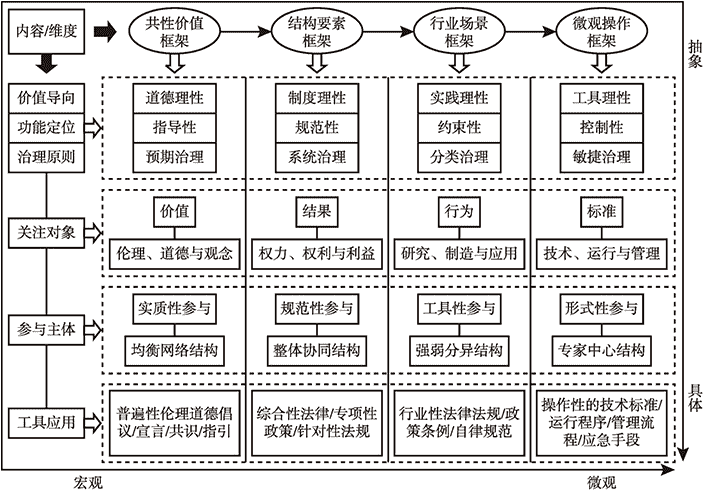 内容/维度
共性价值
框架
结构要素
框架
行业场景
框架
微观操作
框架
抽象
价值导向
功能定位
治理原则
道德理性
指导性
预期治理
制度理性
规范性
系统治理
实践理性
约束性
分类治理
工具理性
控制性
敏捷治理
关注对象
价值
伦理、道德与观念
结果
权力、权利与利益
行为
研究、制造与应用
标准
技术、运行与管理
参与主体
实质性参与
均衡网络结构
规范性参与
整体协同结构
工具性参与
强弱分异结构
形式性参与
专家中心结构
工具应用
普遍性伦理道德倡
议/宣言/共识/指引
综合性法律/专项性
政策/针对性法规
行业性法律法规/政
策条例/自律规范
操作性的技术标准/
运行程序/管理流
程/应急手段
具体
宏观
微观